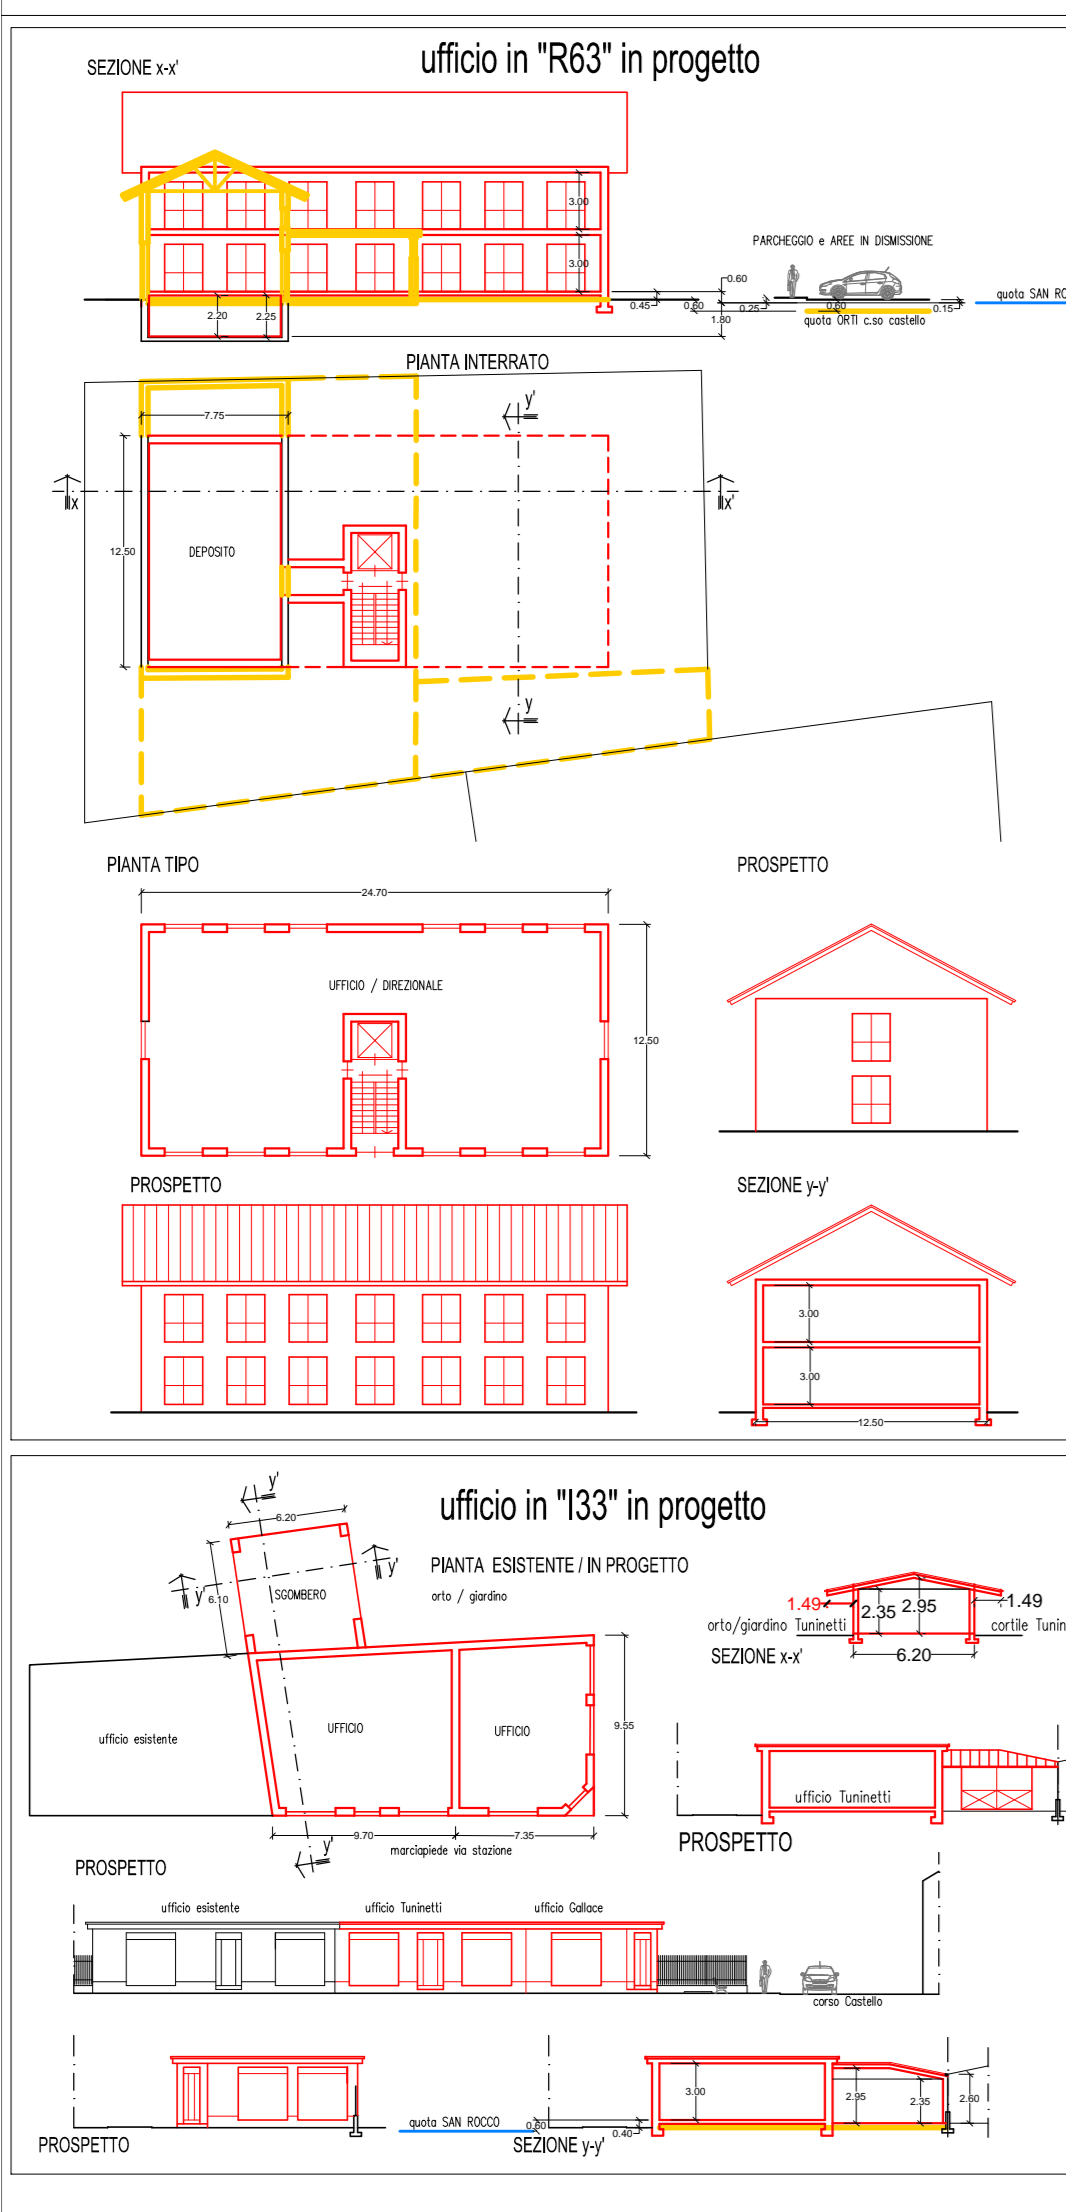 ufficio in "R63" in progetto
SEZIONE x-x'
3.00
3.00
PARCHEGGIO e AREE IN DISMISSIONE
0.60
quota SAN RO
2.20
2.25
0.45
0.60
0.25
0.60
0.15
1.80
quota ORTI c.so castello
PIANTA INTERRATO
7.75
y'
x
x'
12.50
DEPOSITO
y
PIANTA TIPO
PROSPETTO
24.70
UFFICIO / DIREZIONALE
12.50
PROSPETTO
SEZIONE y-y'
3.00
3.00
12.50
ufficio in "I33" in progetto
y'
6.20
PIANTA ESISTENTE / IN PROGETTO
y'
y'
SGOMBERO
orto / giardino
6.10
1.49
2.35
2.95
1.49
orto/giardino Tuninetti
cortile Tunin
SEZIONE x-x'
6.20
ufficio esistente
UFFICIO
UFFICIO
9.55
ufficio Tuninetti
9.70
7.35
y'
marciapiede via stazione
PROSPETTO
PROSPETTO
ufficio esistente
ufficio Tuninetti
ufficio Gallace
corso Castello
3.00
2.95
2.35
2.60
quota SAN ROCCO
0.60
0.40
PROSPETTO
SEZIONE y-y'